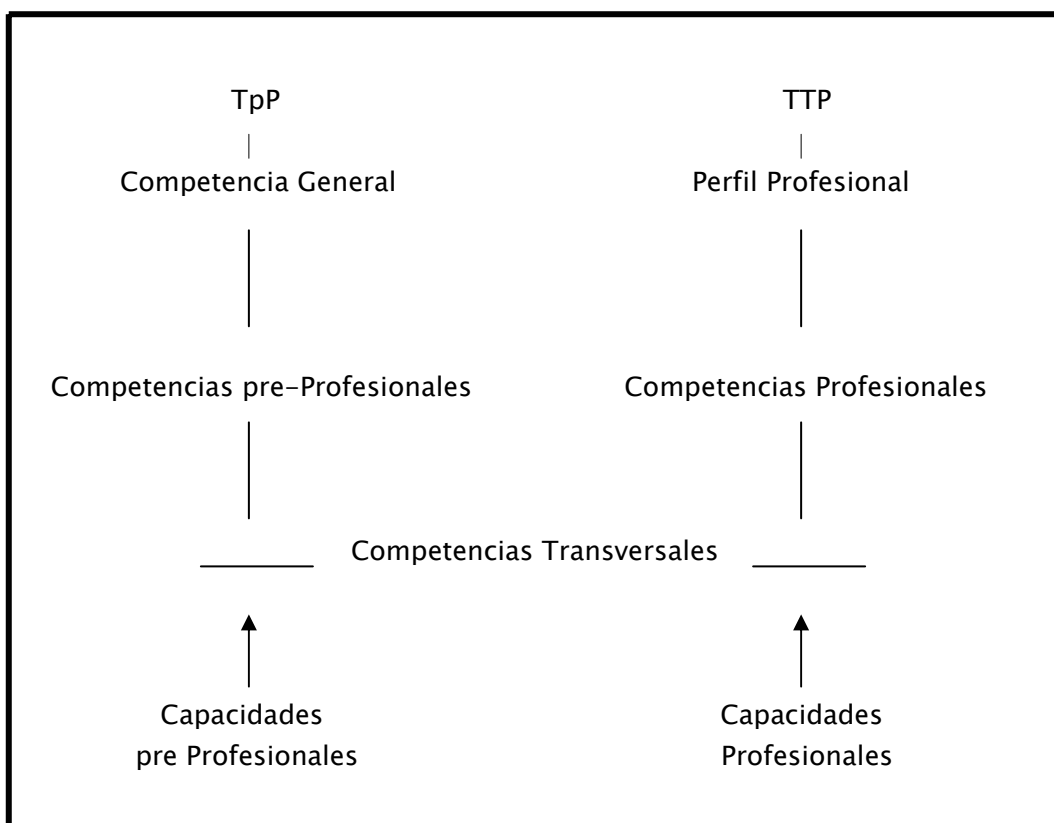 TpP
TTP
Competencia General
Perfil Profesional
Competencias pre-Profesionales
Competencias Profesionales
Competencias Transversales
Capacidades
pre Profesionales
Capacidades
Profesionales